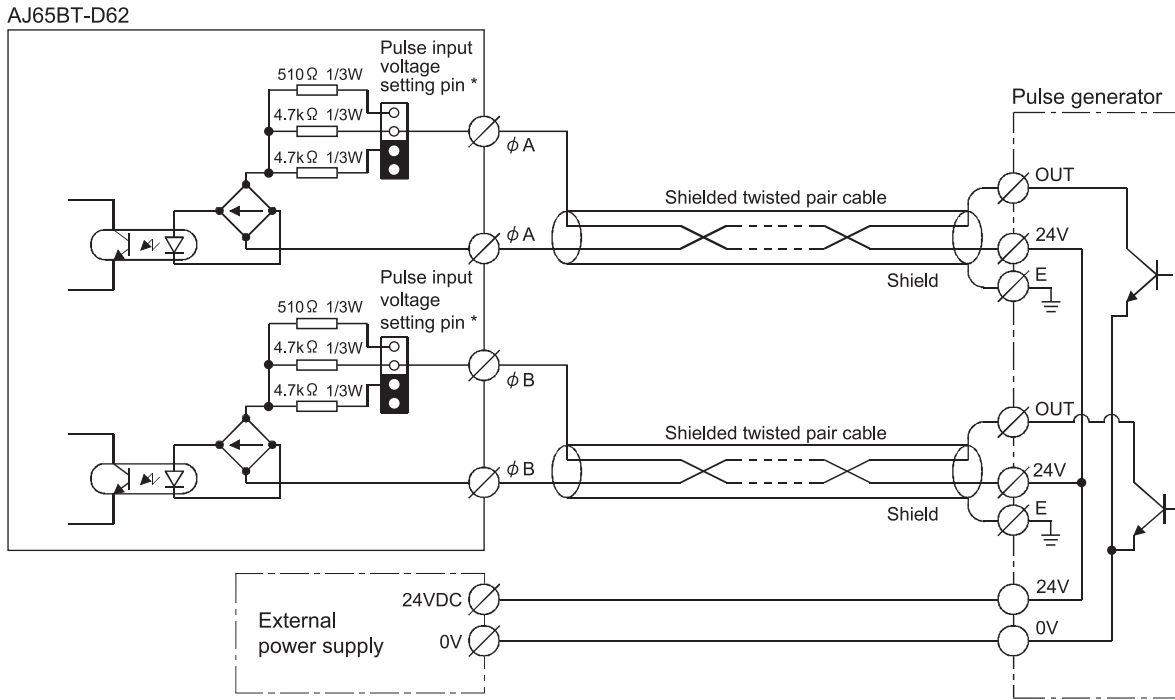 AJ65BT-D62
Pulse input
voltage
setting pin *
510Ω 1/3W
4.7kΩ 1/3W
4.7kΩ 1/3W
φA
φA
Shielded twisted pair cable
Shield
Pulse generator
OUT
24V
E
Pulse input
voltage
setting pin *
510Ω 1/3W
4.7kΩ 1/3W
4.7kΩ 1/3W
φB
φB
Shielded twisted pair cable
Shield
OUT
24V
E
External
power supply
24VDC
0V
24V
0V